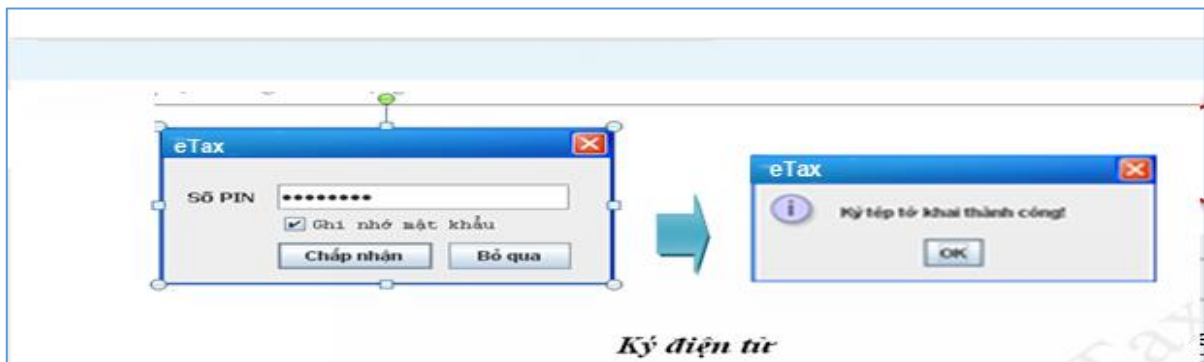 eTax
Số PIN ••••••••
Ghi nhớ mật khẩu
Chấp nhận Bỏ qua
eTax
Ký tệp tờ khai thành công!
OK
Ký điện tử
Tax